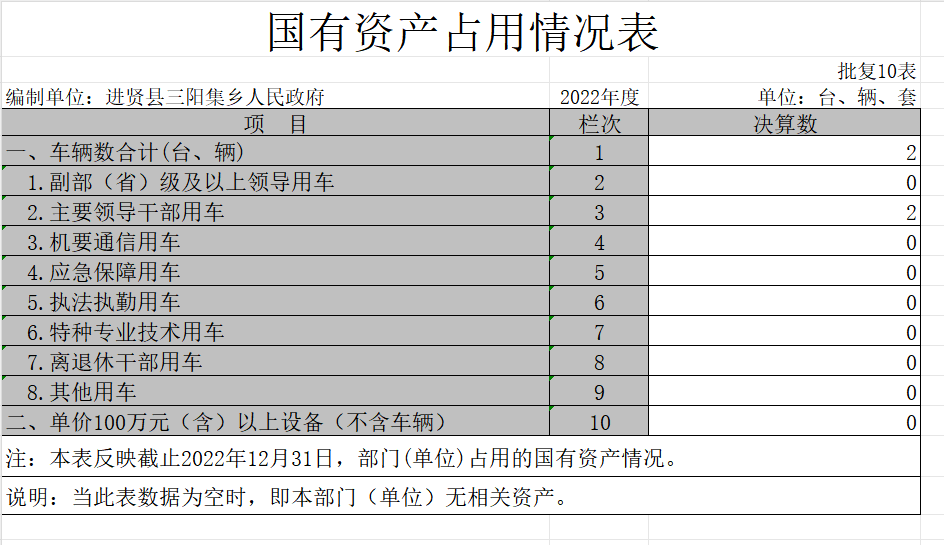 国有资产占用情况表
批复10表
编制单位：进贤县三阳集乡人民政府 2022年度 单位：台、辆、套
项 目 栏次 决算数
一、车辆数合计(台、辆) 1 2
1.副部（省）级及以上领导用车 2 0
2.主要领导干部用车 3 2
3.机要通信用车 4 0
4.应急保障用车 5 0
5.执法执勤用车 6 0
6.特种专业技术用车 7 0
7.离退休干部用车 8 0
8.其他用车 9 0
二、单价100万元（含）以上设备（不含车辆） 10 0
注：本表反映截止2022年12月31日，部门(单位)占用的国有资产情况。
说明：当此表数据为空时，即本部门（单位）无相关资产。